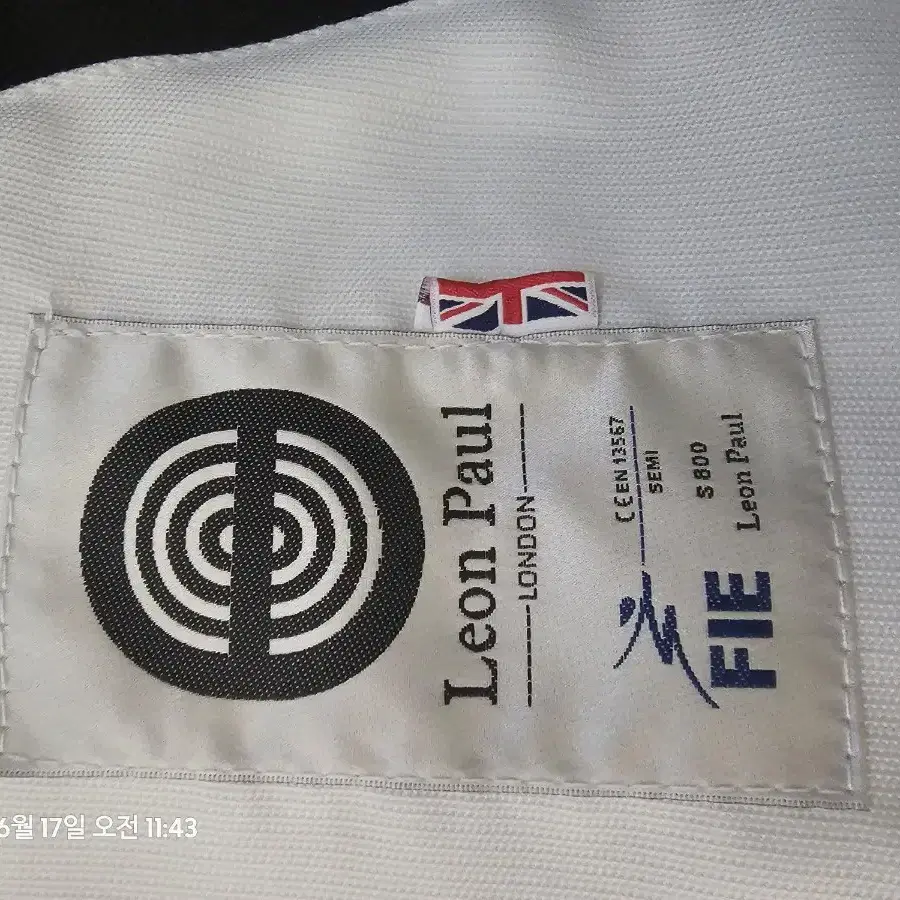 Leon Paul
LONDON
CE EN 13567
SEMI
S 800
Leon Paul
FIE
6월 17일 오전 11:43